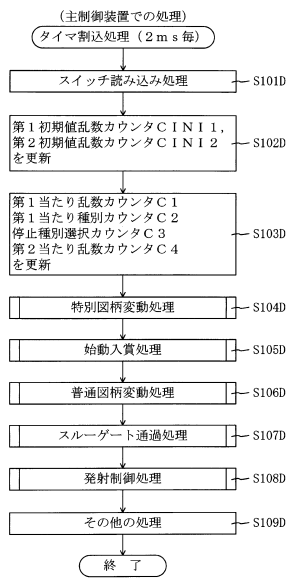 (主制御装置での処理)
タイマ割込処理(2ms毎)
スイッチ読み込み処理
S101D
第1初期値乱数カウンタCINI1,
第2初期値乱数カウンタCINI2
を更新
S102D
第1当たり乱数カウンタC1
第1当たり種別カウンタC2
停止種別選択カウンタC3
第2当たり乱数カウンタC4
を更新
S103D
特別図柄変動処理
S104D
始動入賞処理
S105D
普通図柄変動処理
S106D
スルーゲート通過処理
S107D
発射制御処理
S108D
その他の処理
S109D
終 了